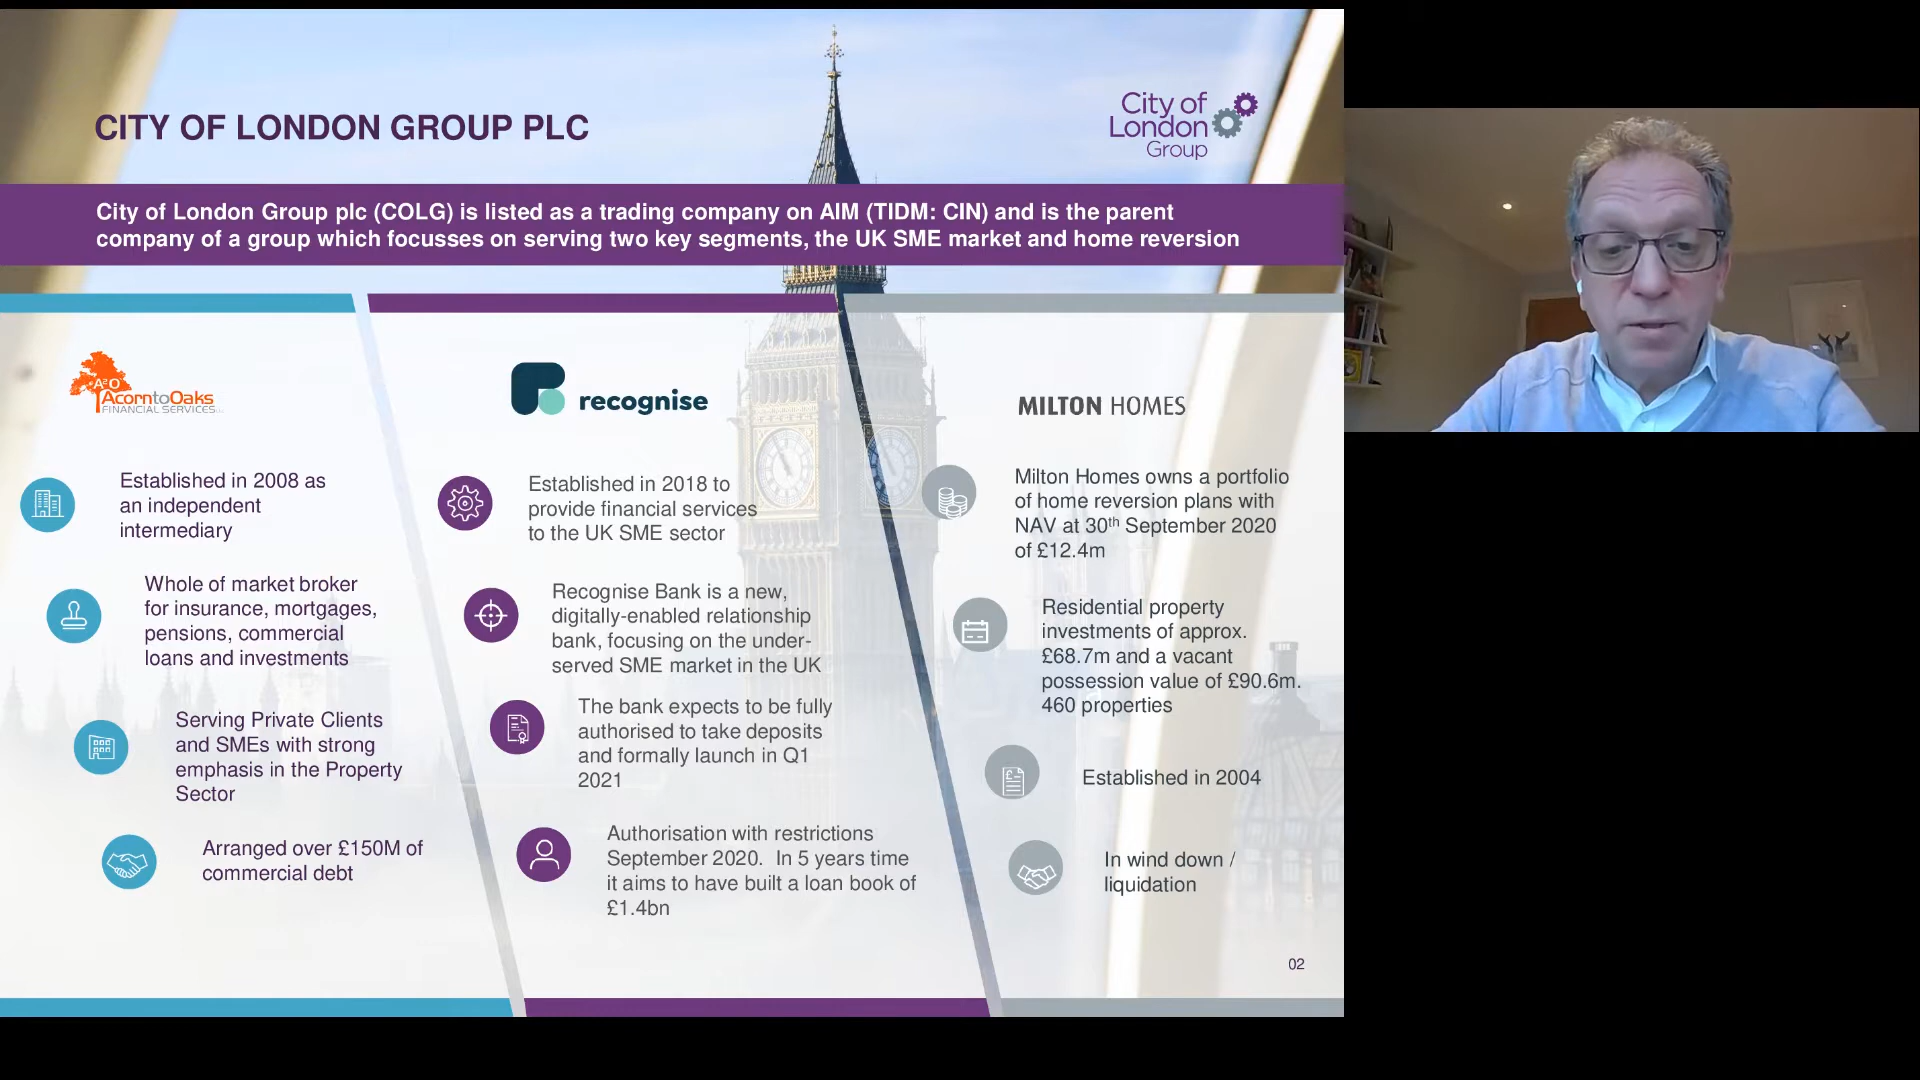 CITY OF LONDON GROUP PLC
City of
London
Group
City of London Group plc (COLG) is listed as a trading company on AIM (TIDM: CIN) and is the parent
company of a group which focusses on serving two key segments, the UK SME market and home reversion
A2O
AcorntoOaks
FINANCIAL SERVICES
Established in 2008 as
an independent
intermediary
Whole of market broker
for insurance, mortgages,
pensions, commercial
loans and investments
Serving Private Clients
and SMEs with strong
emphasis in the Property
Sector
Arranged over £150M of
commercial debt
recognise
Established in 2018 to
provide financial services
to the UK SME sector
Recognise Bank is a new,
digitally-enabled relationship
bank, focusing on the under-
served SME market in the UK
The bank expects to be fully
authorised to take deposits
and formally launch in Q1
2021
Authorisation with restrictions
September 2020.  In 5 years time
it aims to have built a loan book of
£1.4bn
MILTON HOMES
Milton Homes owns a portfolio
of home reversion plans with
NAV at 30th September 2020
of £12.4m
Residential property
investments of approx.
£68.7m and a vacant
possession value of £90.6m.
460 properties
Established in 2004
In wind down /
liquidation
02